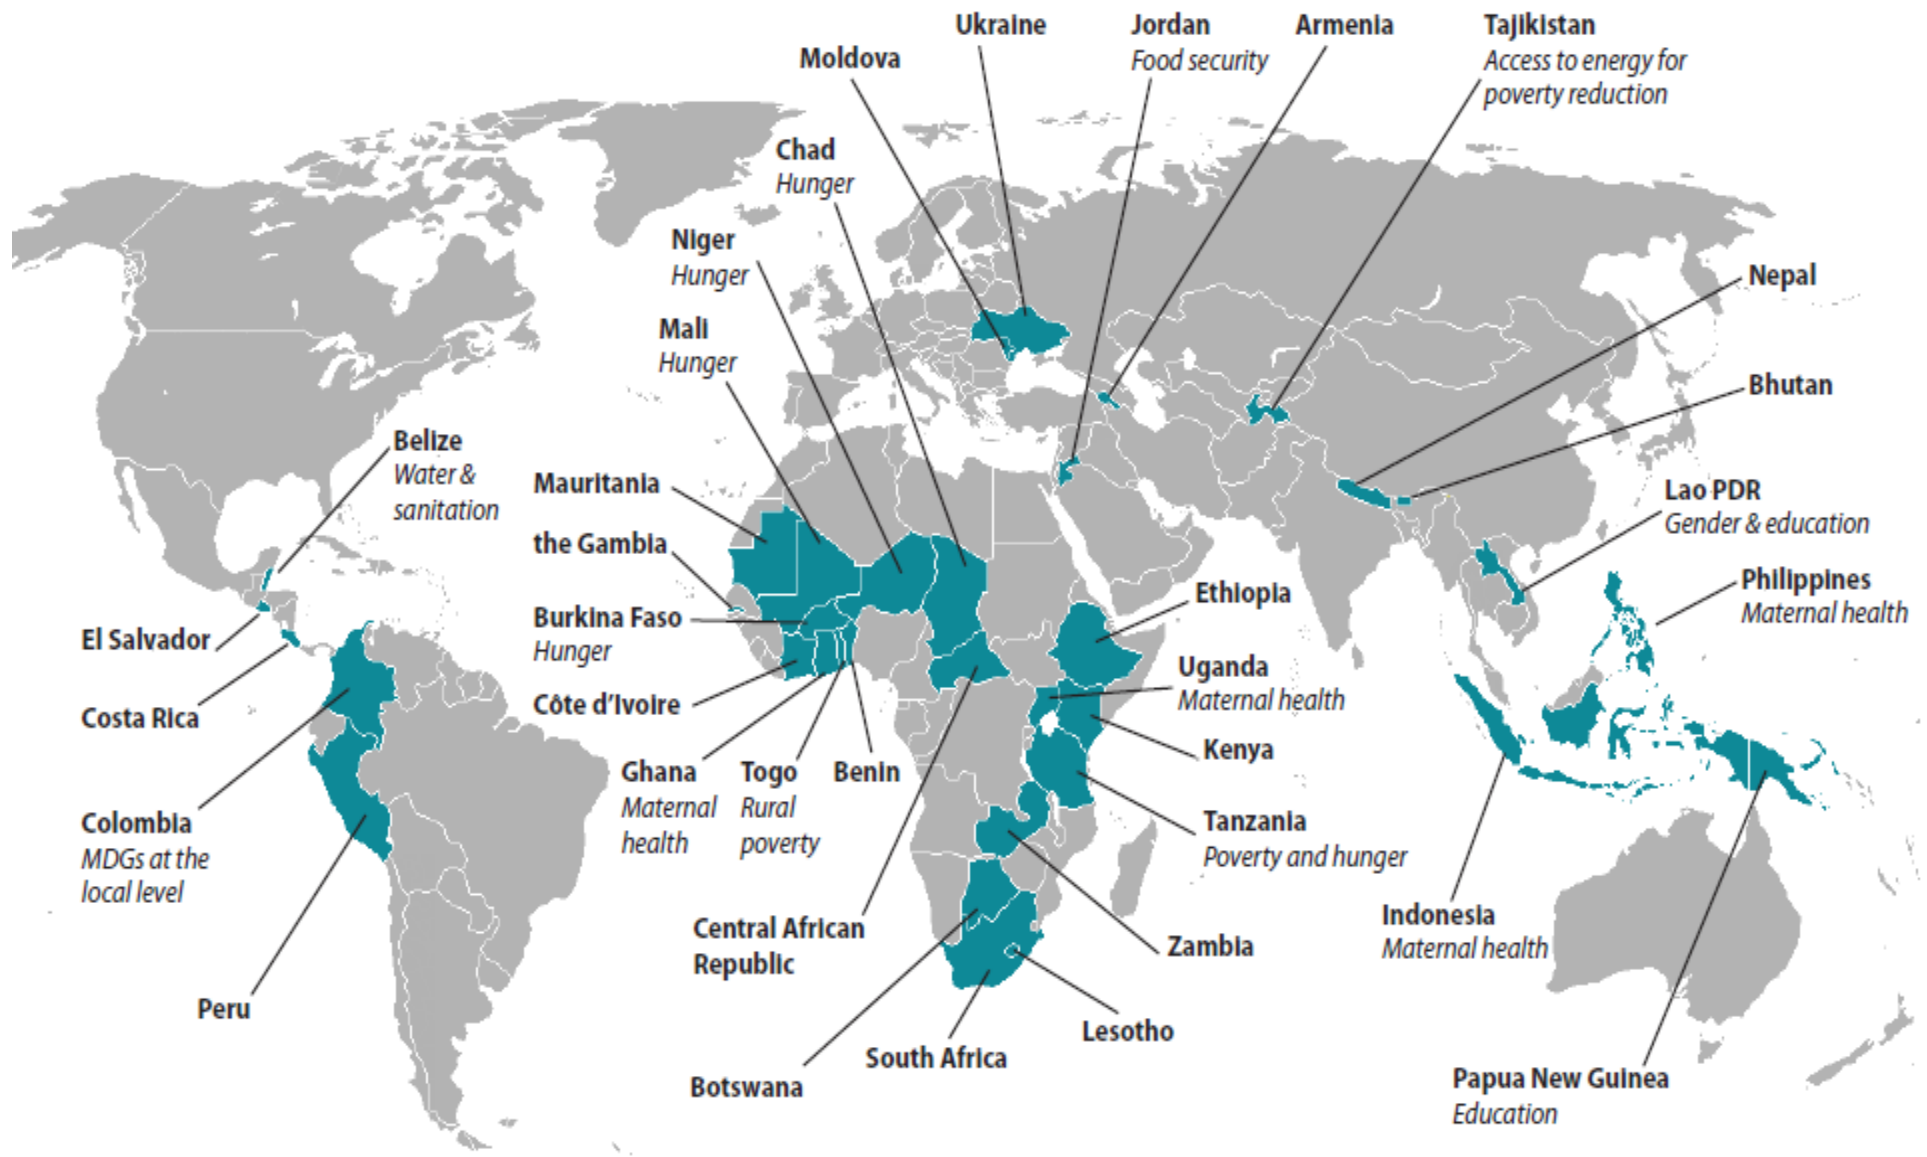 Ukraine
Jordan
Food security
Armenia
Tajikistan
Access to energy for
poverty reduction
Moldova
Chad
Hunger
Niger
Hunger
Mali
Hunger
Nepal
Bhutan
Belize
Water &
sanitation
Mauritania
the Gambia
Burkina Faso
Hunger
Côte d'Ivoire
Lao PDR
Gender & education
Philippines
Maternal health
Ethiopia
Uganda
Maternal health
Kenya
El Salvador
Costa Rica
Ghana
Maternal
health
Togo
Rural
poverty
Benin
Colombia
MDGs at the
local level
Tanzania
Poverty and hunger
Central African
Republic
Zambia
Indonesia
Maternal health
Peru
Lesotho
South Africa
Botswana
Papua New Guinea
Education